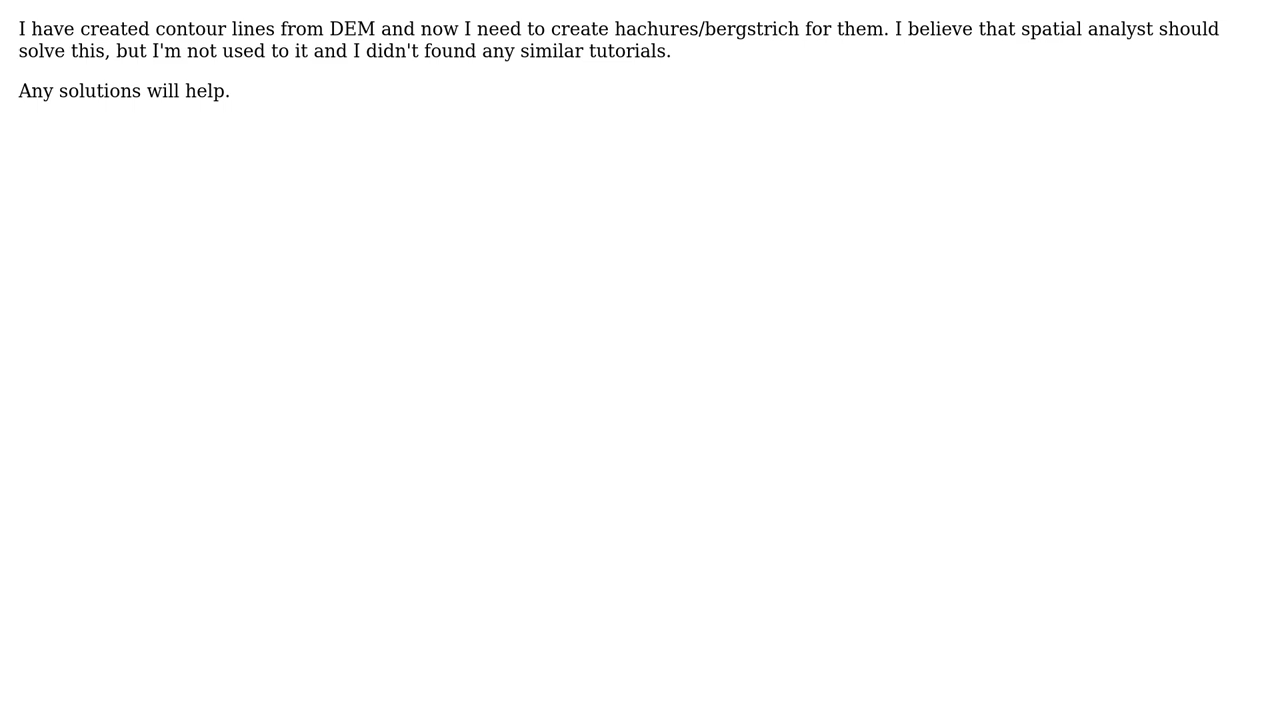 I have created contour lines from DEM and now I need to create hachures/bergstrich for them. I believe that spatial analyst should
solve this, but I'm not used to it and I didn't found any similar tutorials.
Any solutions will help.